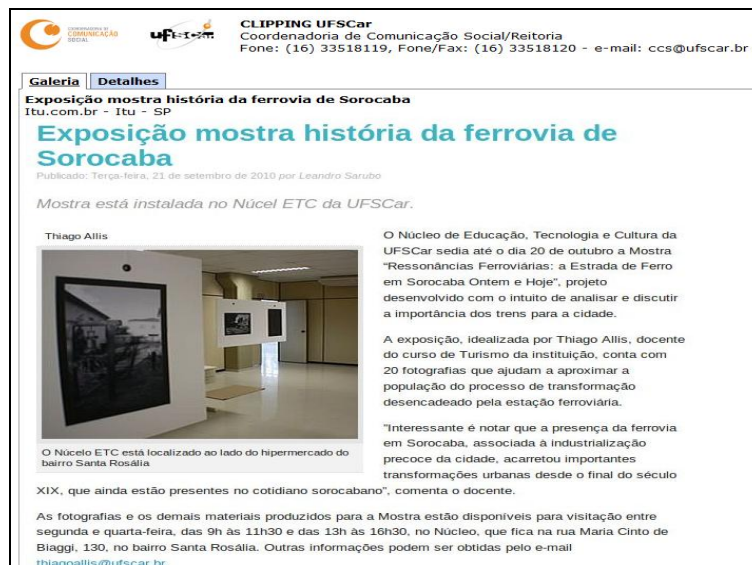 COORDENADORIA DE
COMUNICAÇÃO
SOCIAL
ufscar
CLIPPING UFSCar
Coordenadoria de Comunicação Social/Reitoria
Fone: (16) 33518119, Fone/Fax: (16) 33518120 - e-mail: ccs@ufscar.br
Galeria Detalhes
Exposição mostra história da ferrovia de Sorocaba
Itu.com.br - Itu - SP
Exposição mostra história da ferrovia de
Sorocaba
Publicado: Terça-feira, 21 de setembro de 2010 por Leandro Sarubo
Mostra está instalada no Núcel ETC da UFSCar.
Thiago Allis
O Núcelo ETC está localizado ao lado do hipermercado do
bairro Santa Rosália
O Núcleo de Educação, Tecnologia e Cultura da
UFSCar sedia até o dia 20 de outubro a Mostra
“Ressonâncias Ferroviárias: a Estrada de Ferro
em Sorocaba Ontem e Hoje”, projeto
desenvolvido com o intuito de analisar e discutir
a importância dos trens para a cidade.
A exposição, idealizada por Thiago Allis, docente
do curso de Turismo da instituição, conta com
20 fotografias que ajudam a aproximar a
população do processo de transformação
desencadeado pela estação ferroviária.
“Interessante é notar que a presença da ferrovia
em Sorocaba, associada à industrialização
precoce da cidade, acarretou importantes
transformações urbanas desde o final do século
XIX, que ainda estão presentes no cotidiano sorocabano”, comenta o docente.
As fotografias e os demais materiais produzidos para a Mostra estão disponíveis para visitação entre
segunda e quarta-feira, das 9h às 11h30 e das 13h às 16h30, no Núcleo, que fica na rua Maria Cinto de
Biaggi, 130, no bairro Santa Rosália. Outras informações podem ser obtidas pelo e-mail
thiagoallis@ufscar.br